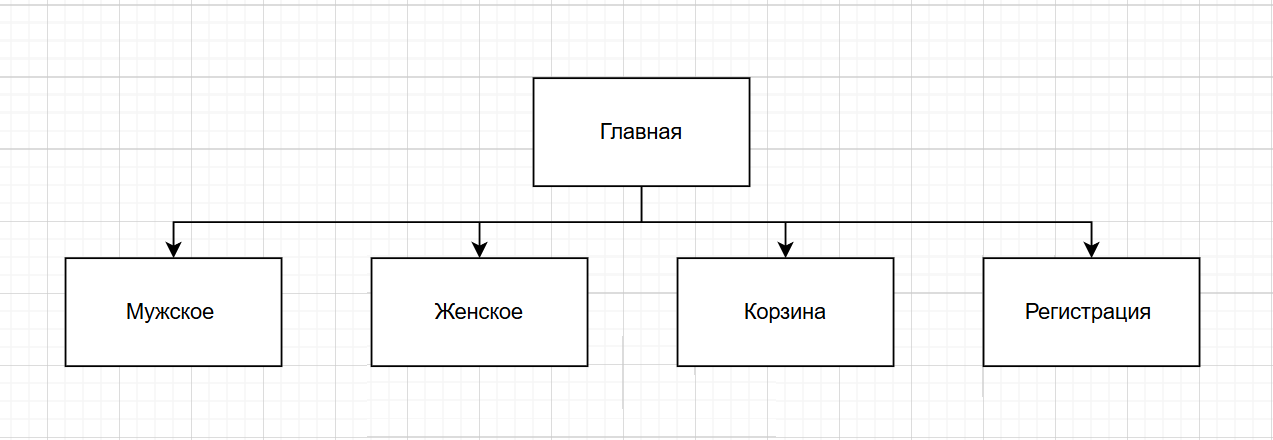 Главная
Мужское
Женское
Корзина
Регистрация